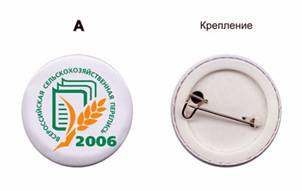 А
Крепление
ВСЕРОССИЙСКАЯ СЕЛЬСКОХОЗЯЙСТВЕННАЯ ПЕРЕПИСЬ
2006